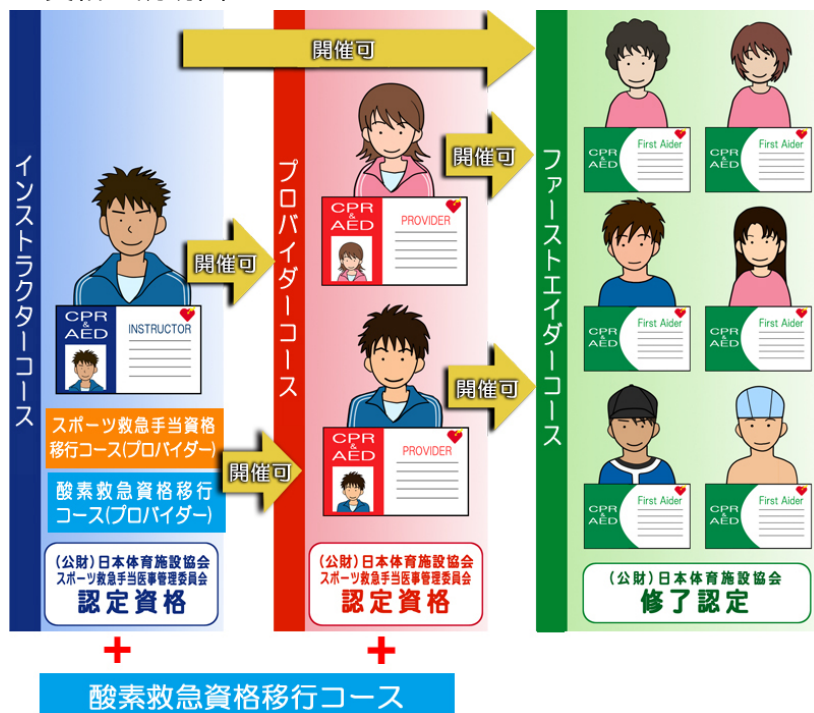 開催可
インストラクターコース
CPR
&
AED
INSTRUCTOR
スポーツ救急手当資格
移行コース(プロバイダー)
酸素救急資格移行
コース(プロバイダー)
(公財)日本体育施設協会
スポーツ救急手当医事管理委員会
認定資格
+
開催可
開催可
プロバイダーコース
CPR
&
AED
PROVIDER
CPR
&
AED
PROVIDER
(公財)日本体育施設協会
スポーツ救急手当医事管理委員会
認定資格
+
開催可
開催可
ファーストエイダーコース
CPR
&
AED
First Aider
CPR
&
AED
First Aider
CPR
&
AED
First Aider
CPR
&
AED
First Aider
CPR
&
AED
First Aider
CPR
&
AED
First Aider
(公財)日本体育施設協会
修了認定
酸素救急資格移行コース